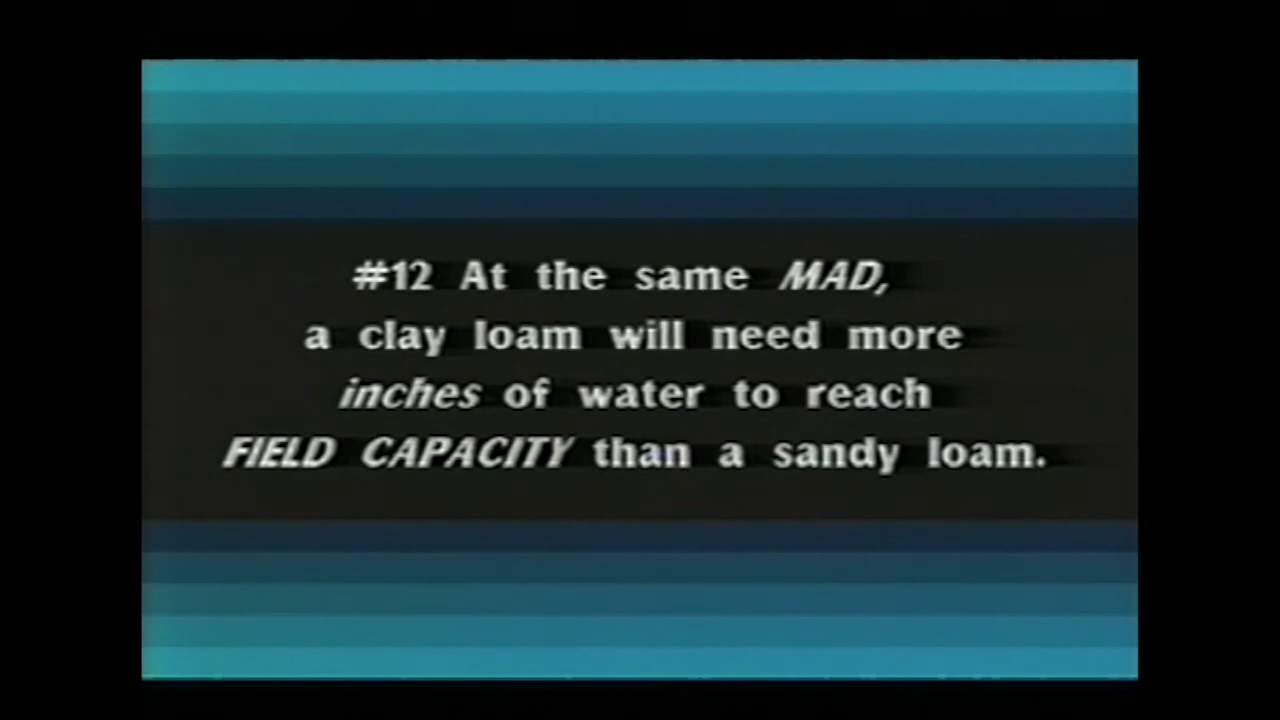 #12 At the same MAD,
a clay loam will need more
inches of water to reach
FIELD CAPACITY than a sandy loam.